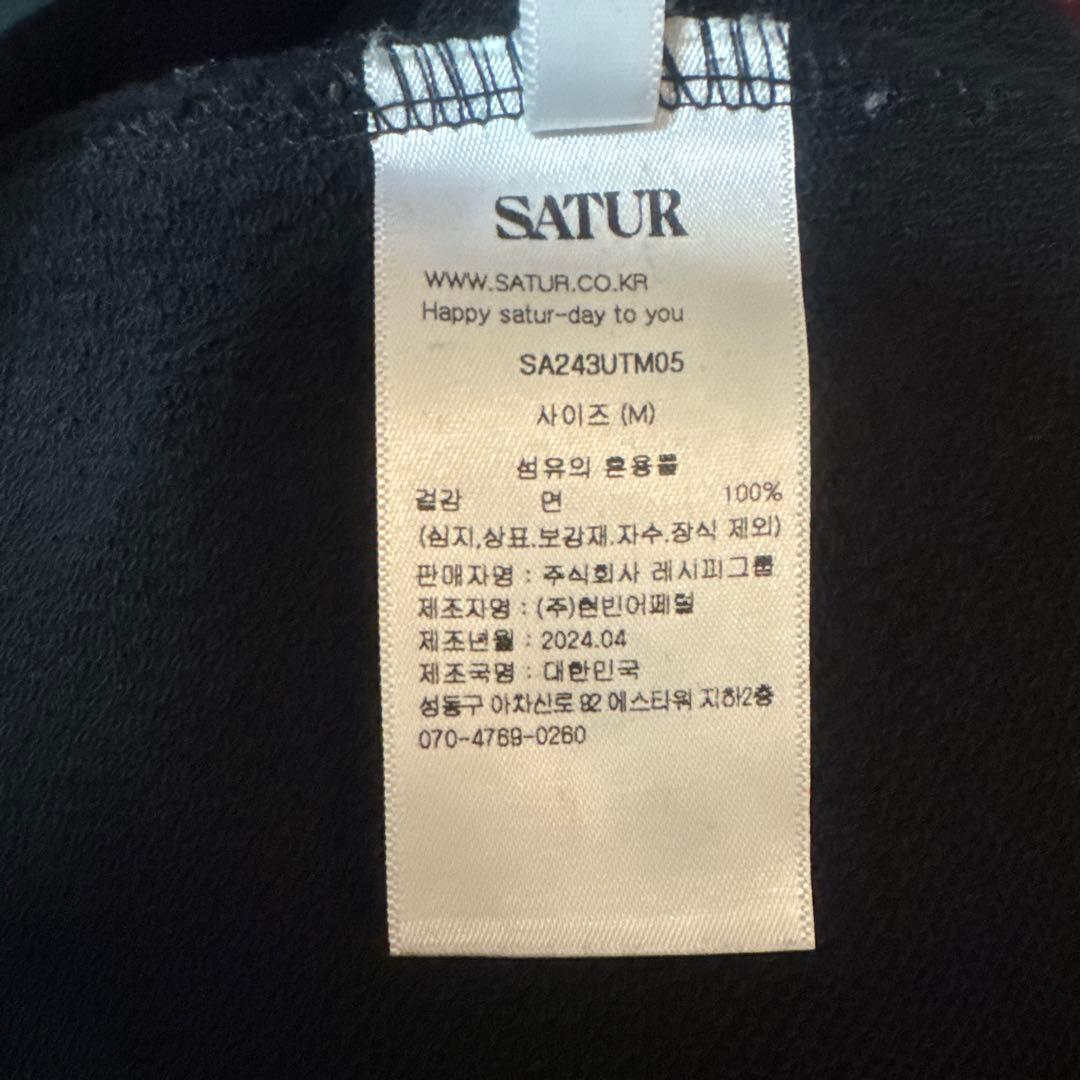 SATUR
WWW.SATUR.CO.KR
Happy satur-day to you
SA243UTM05
사이즈 (M)
섬유의 혼용률
겉감 면 100%
(심지,상표.보강재.자수.장식 제외)
판매자명 : 주식회사 레시피그룹
제조자명 : (주)현빈어페럴
제조년월 : 2024.04
제조국명 : 대한민국
성동구 아차산로 92 에스타워 지하2층
070-4769-0260